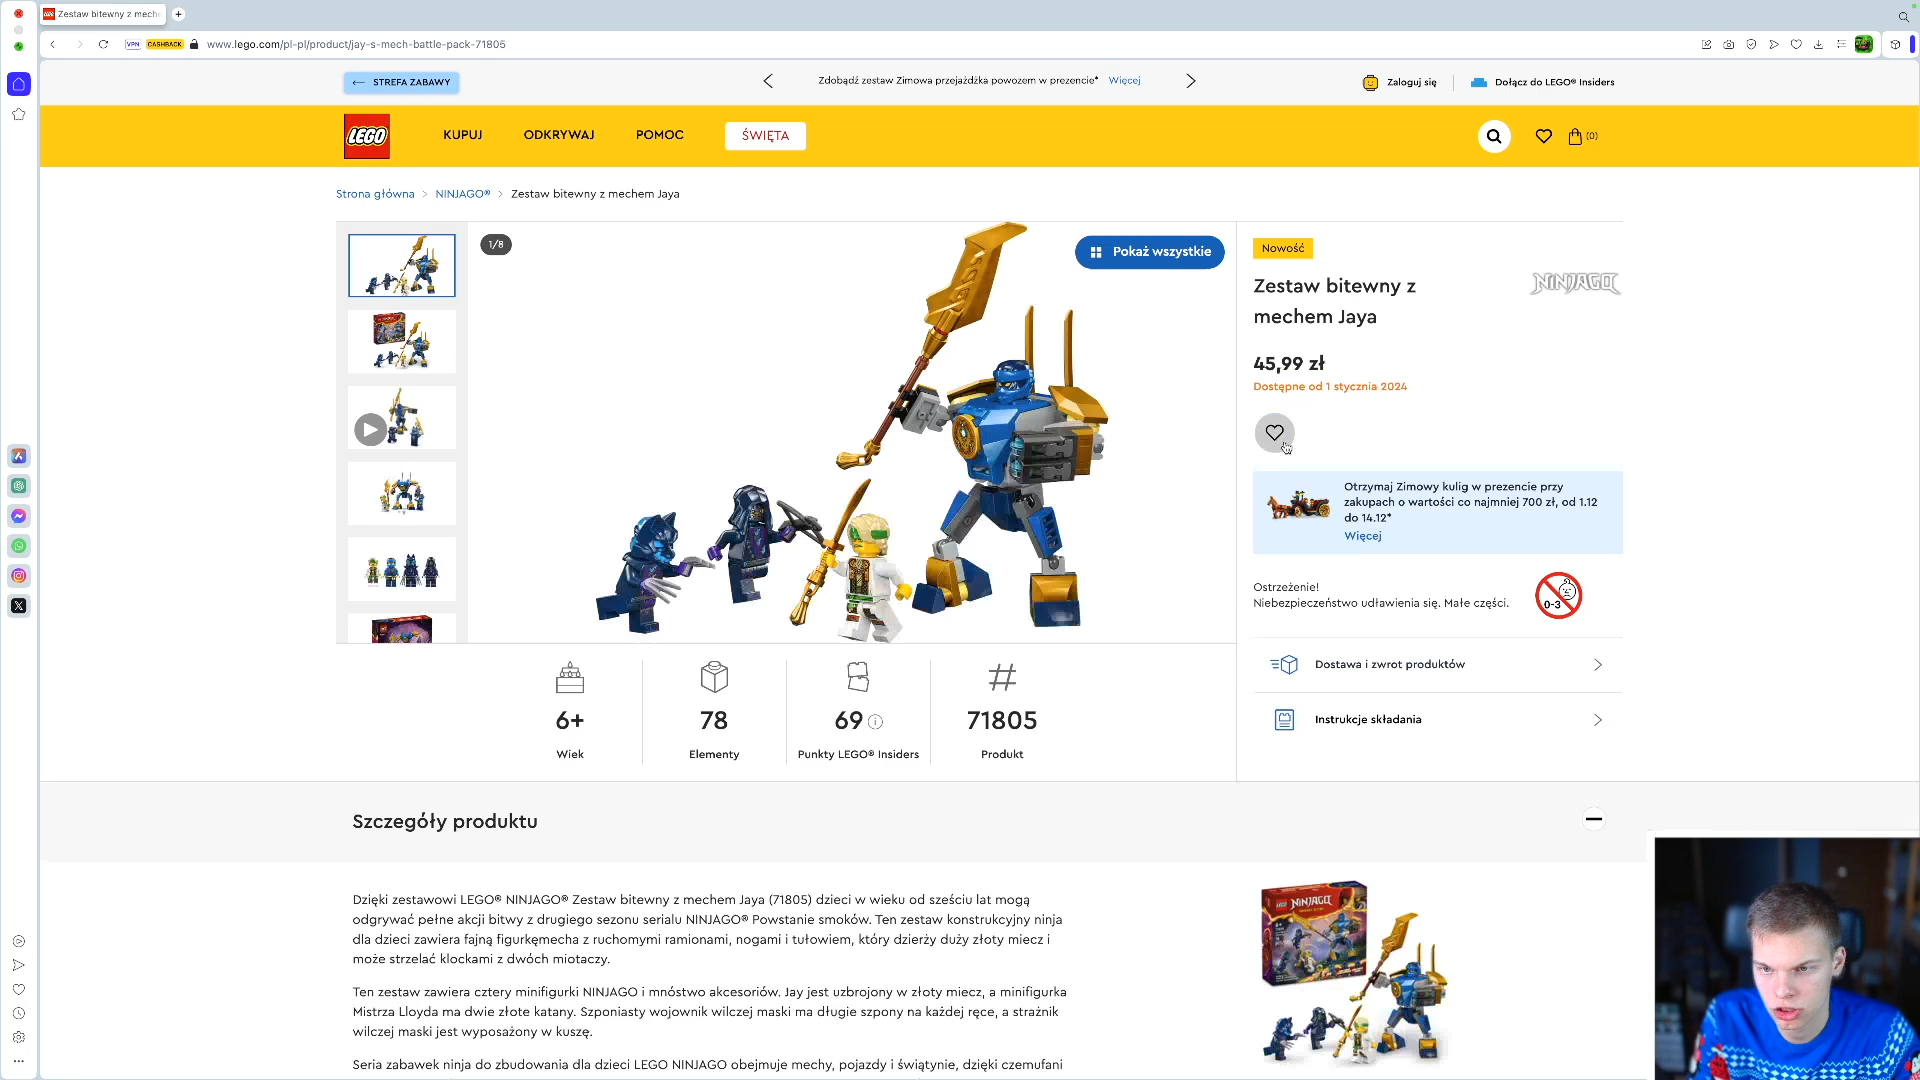 Zestaw bitewny z mech
VPN
CASHBACK
www.lego.com/pl-pl/product/jay-s-mech-battle-pack-71805
STREFA ZABAWY
Zdobądź zestaw Zimowa przejażdżka powozem w prezencie* Więcej
Zaloguj się
Dołącz do LEGO® Insiders
LEGO
KUPUJ
ODKRYWAJ
POMOC
ŚWIĘTA
(0)
Strona główna > NINJAGO® > Zestaw bitewny z mechem Jaya
1/8
Pokaż wszystkie
Nowość
Zestaw bitewny z
mechem Jaya
NINJAGO
45,99 zł
Dostępne od 1 stycznia 2024
Otrzymaj Zimowy kulig w prezencie przy
zakupach o wartości co najmniej 700 zł, od 1.12
do 14.12*
Więcej
Ostrzeżenie!
Niebezpieczeństwo udławienia się. Małe części.
0-3
Dostawa i zwrot produktów
Instrukcje składania
6+
Wiek
78
Elementy
69
Punkty LEGO® Insiders
71805
Produkt
Szczegóły produktu
Dzięki zestawowi LEGO® NINJAGO® Zestaw bitewny z mechem Jaya (71805) dzieci w wieku od sześciu lat mogą
odgrywać pełne akcji bitwy z drugiego sezonu serialu NINJAGO® Powstanie smoków. Ten zestaw konstrukcyjny ninja
dla dzieci zawiera fajną figurkęmecha z ruchomymi ramionami, nogami i tułowiem, który dzierży duży złoty miecz i
może strzelać klockami z dwóch miotaczy.
Ten zestaw zawiera cztery minifigurki NINJAGO i mnóstwo akcesoriów. Jay jest uzbrojony w złoty miecz, a minifigurka
Mistrza Lloyda ma dwie złote katany. Szponiasty wojownik wilczej maski ma długie szpony na każdej ręce, a strażnik
wilczej maski jest wyposażony w kuszę.
Seria zabawek ninja do zbudowania dla dzieci LEGO NINJAGO obejmuje mechy, pojazdy i świątynie, dzięki czemufani
NINJAGO